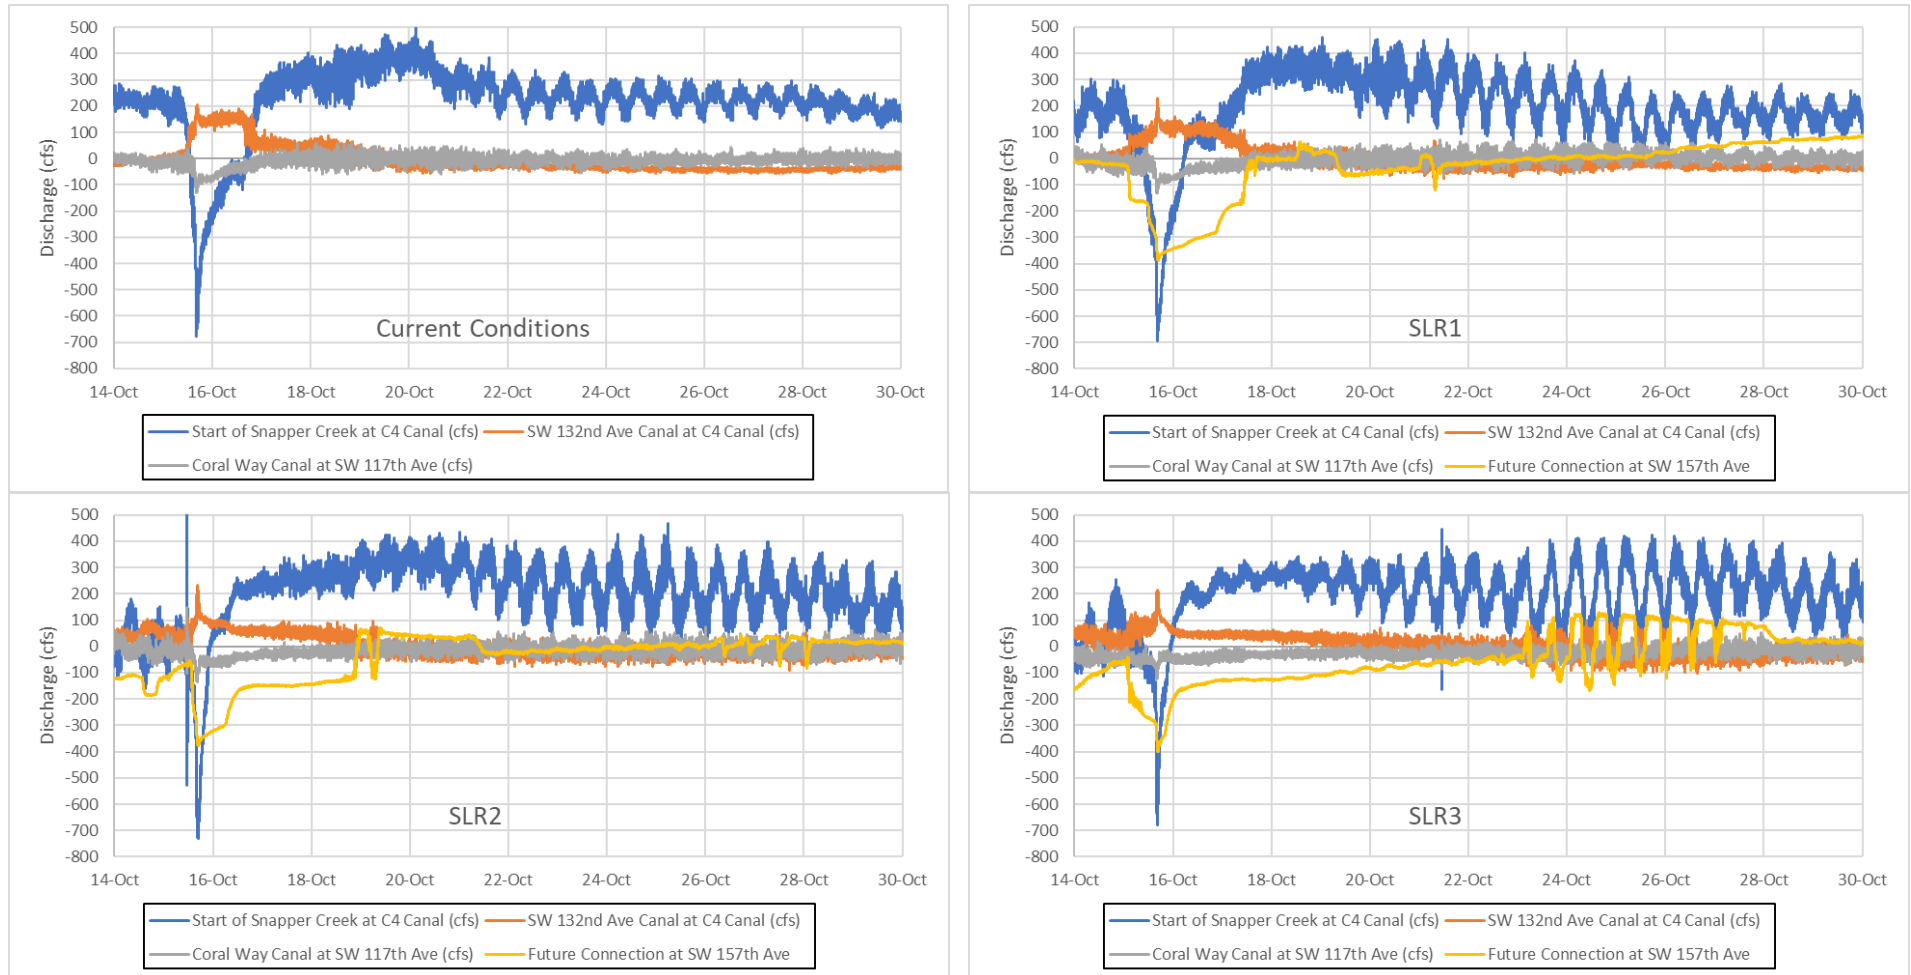 500
400
300
200
100
0
-100
-200
-300
-400
-500
-600
-700
-800
Discharge (cfs)
Current Conditions
14-Oct 16-Oct 18-Oct 20-Oct 22-Oct 24-Oct 26-Oct 28-Oct 30-Oct
Start of Snapper Creek at C4 Canal (cfs) SW 132nd Ave Canal at C4 Canal (cfs)
Coral Way Canal at SW 117th Ave (cfs)
500
400
300
200
100
0
-100
-200
-300
-400
-500
-600
-700
-800
Discharge (cfs)
SLR1
14-Oct 16-Oct 18-Oct 20-Oct 22-Oct 24-Oct 26-Oct 28-Oct 30-Oct
Start of Snapper Creek at C4 Canal (cfs) SW 132nd Ave Canal at C4 Canal (cfs)
Coral Way Canal at SW 117th Ave (cfs) Future Connection at SW 157th Ave
500
400
300
200
100
0
-100
-200
-300
-400
-500
-600
-700
-800
Discharge (cfs)
SLR2
14-Oct 16-Oct 18-Oct 20-Oct 22-Oct 24-Oct 26-Oct 28-Oct 30-Oct
Start of Snapper Creek at C4 Canal (cfs) SW 132nd Ave Canal at C4 Canal (cfs)
Coral Way Canal at SW 117th Ave (cfs) Future Connection at SW 157th Ave
500
400
300
200
100
0
-100
-200
-300
-400
-500
-600
-700
-800
Discharge (cfs)
SLR3
14-Oct 16-Oct 18-Oct 20-Oct 22-Oct 24-Oct 26-Oct 28-Oct 30-Oct
Start of Snapper Creek at C4 Canal (cfs) SW 132nd Ave Canal at C4 Canal (cfs)
Coral Way Canal at SW 117th Ave (cfs) Future Connection at SW 157th Ave